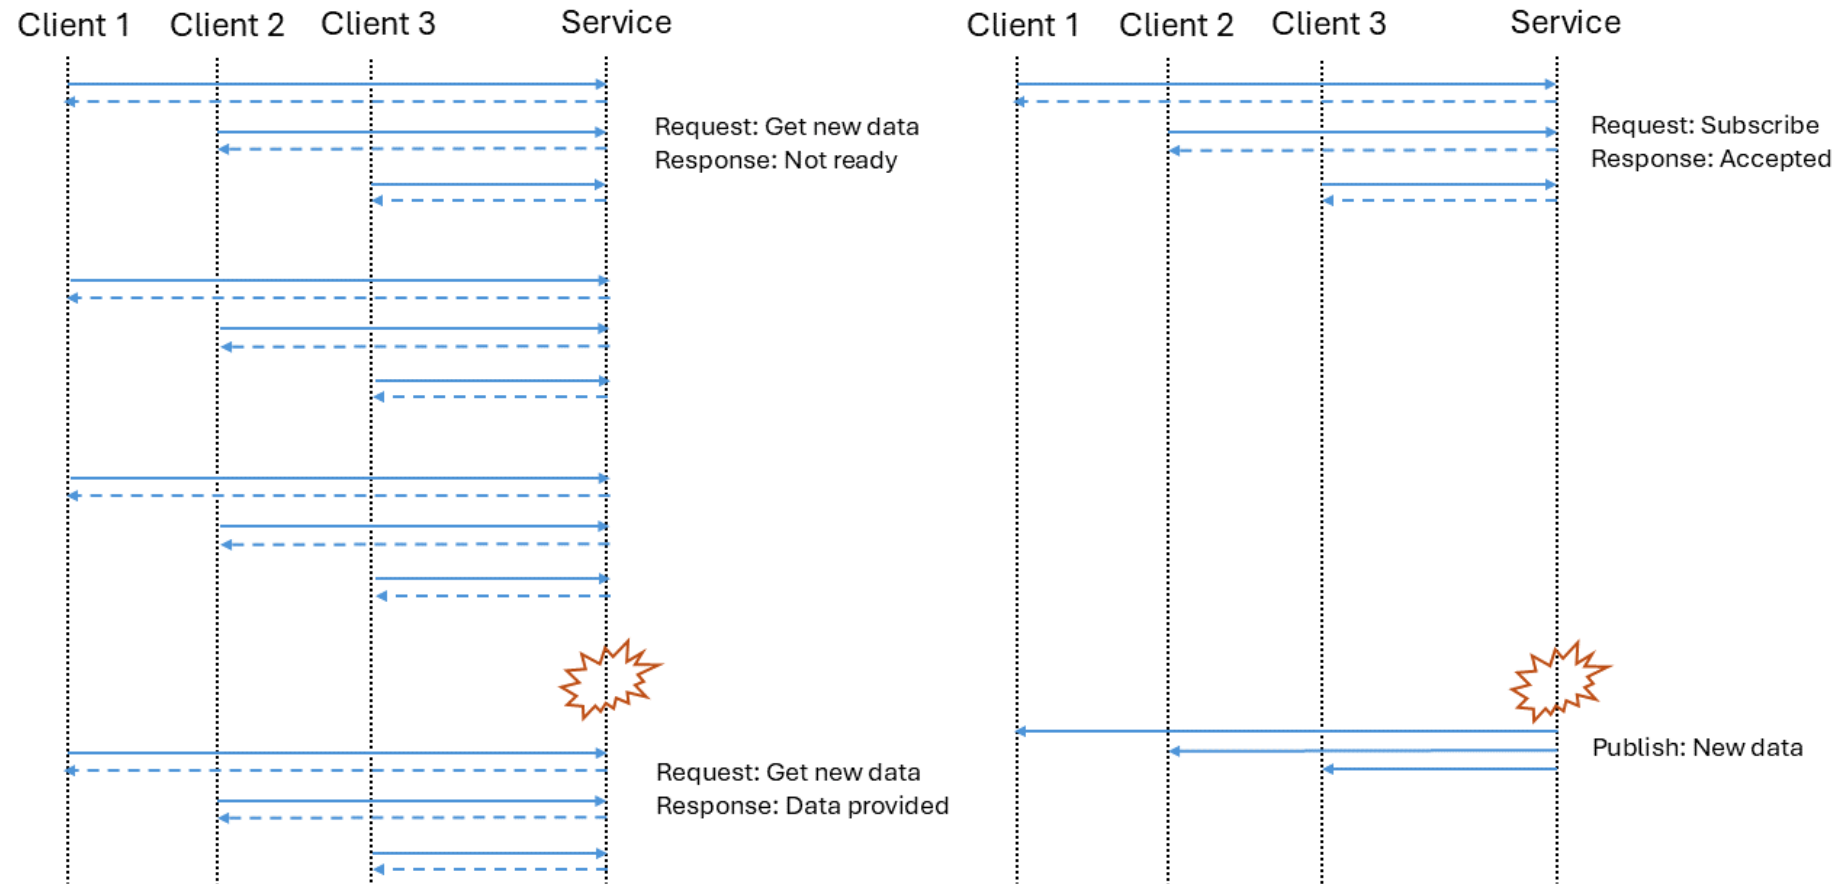 Client 1 Client 2 Client 3 Service
Request: Get new data
Response: Not ready
Request: Get new data
Response: Data provided
Client 1 Client 2 Client 3 Service
Request: Subscribe
Response: Accepted
Publish: New data